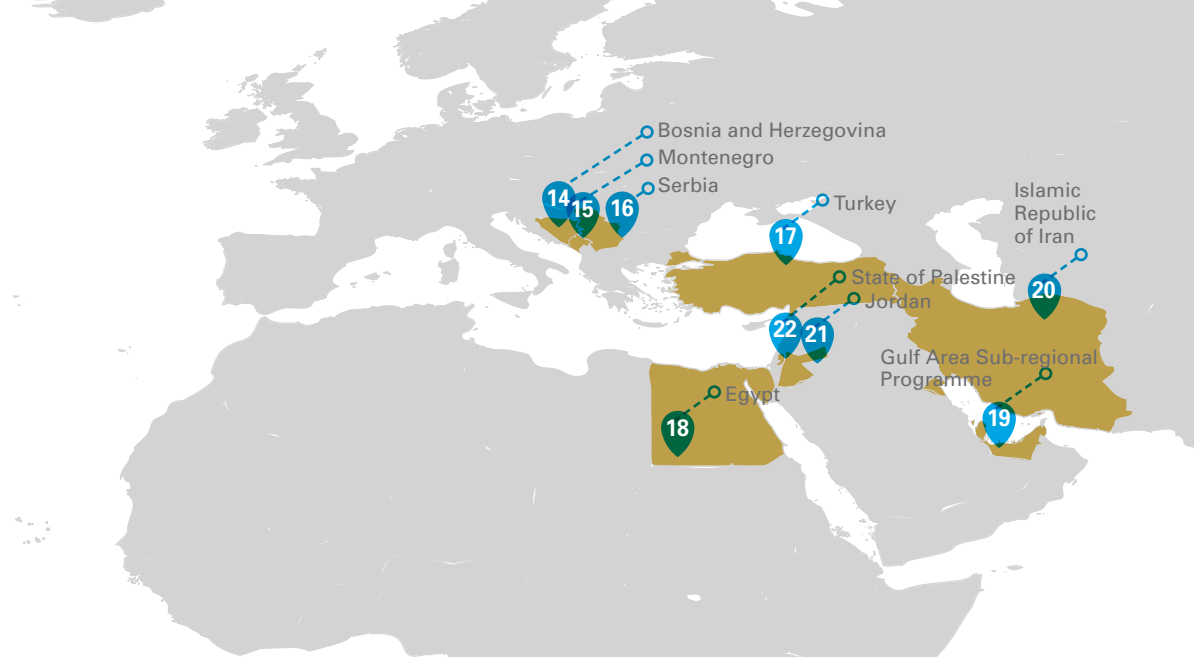 Bosnia and Herzegovina
Montenegro
Serbia
14
15
16
Turkey
17
Islamic
Republic
of Iran
20
State of Palestine
Jordan
22
21
Gulf Area Sub-regional
Programme
19
Egypt
18